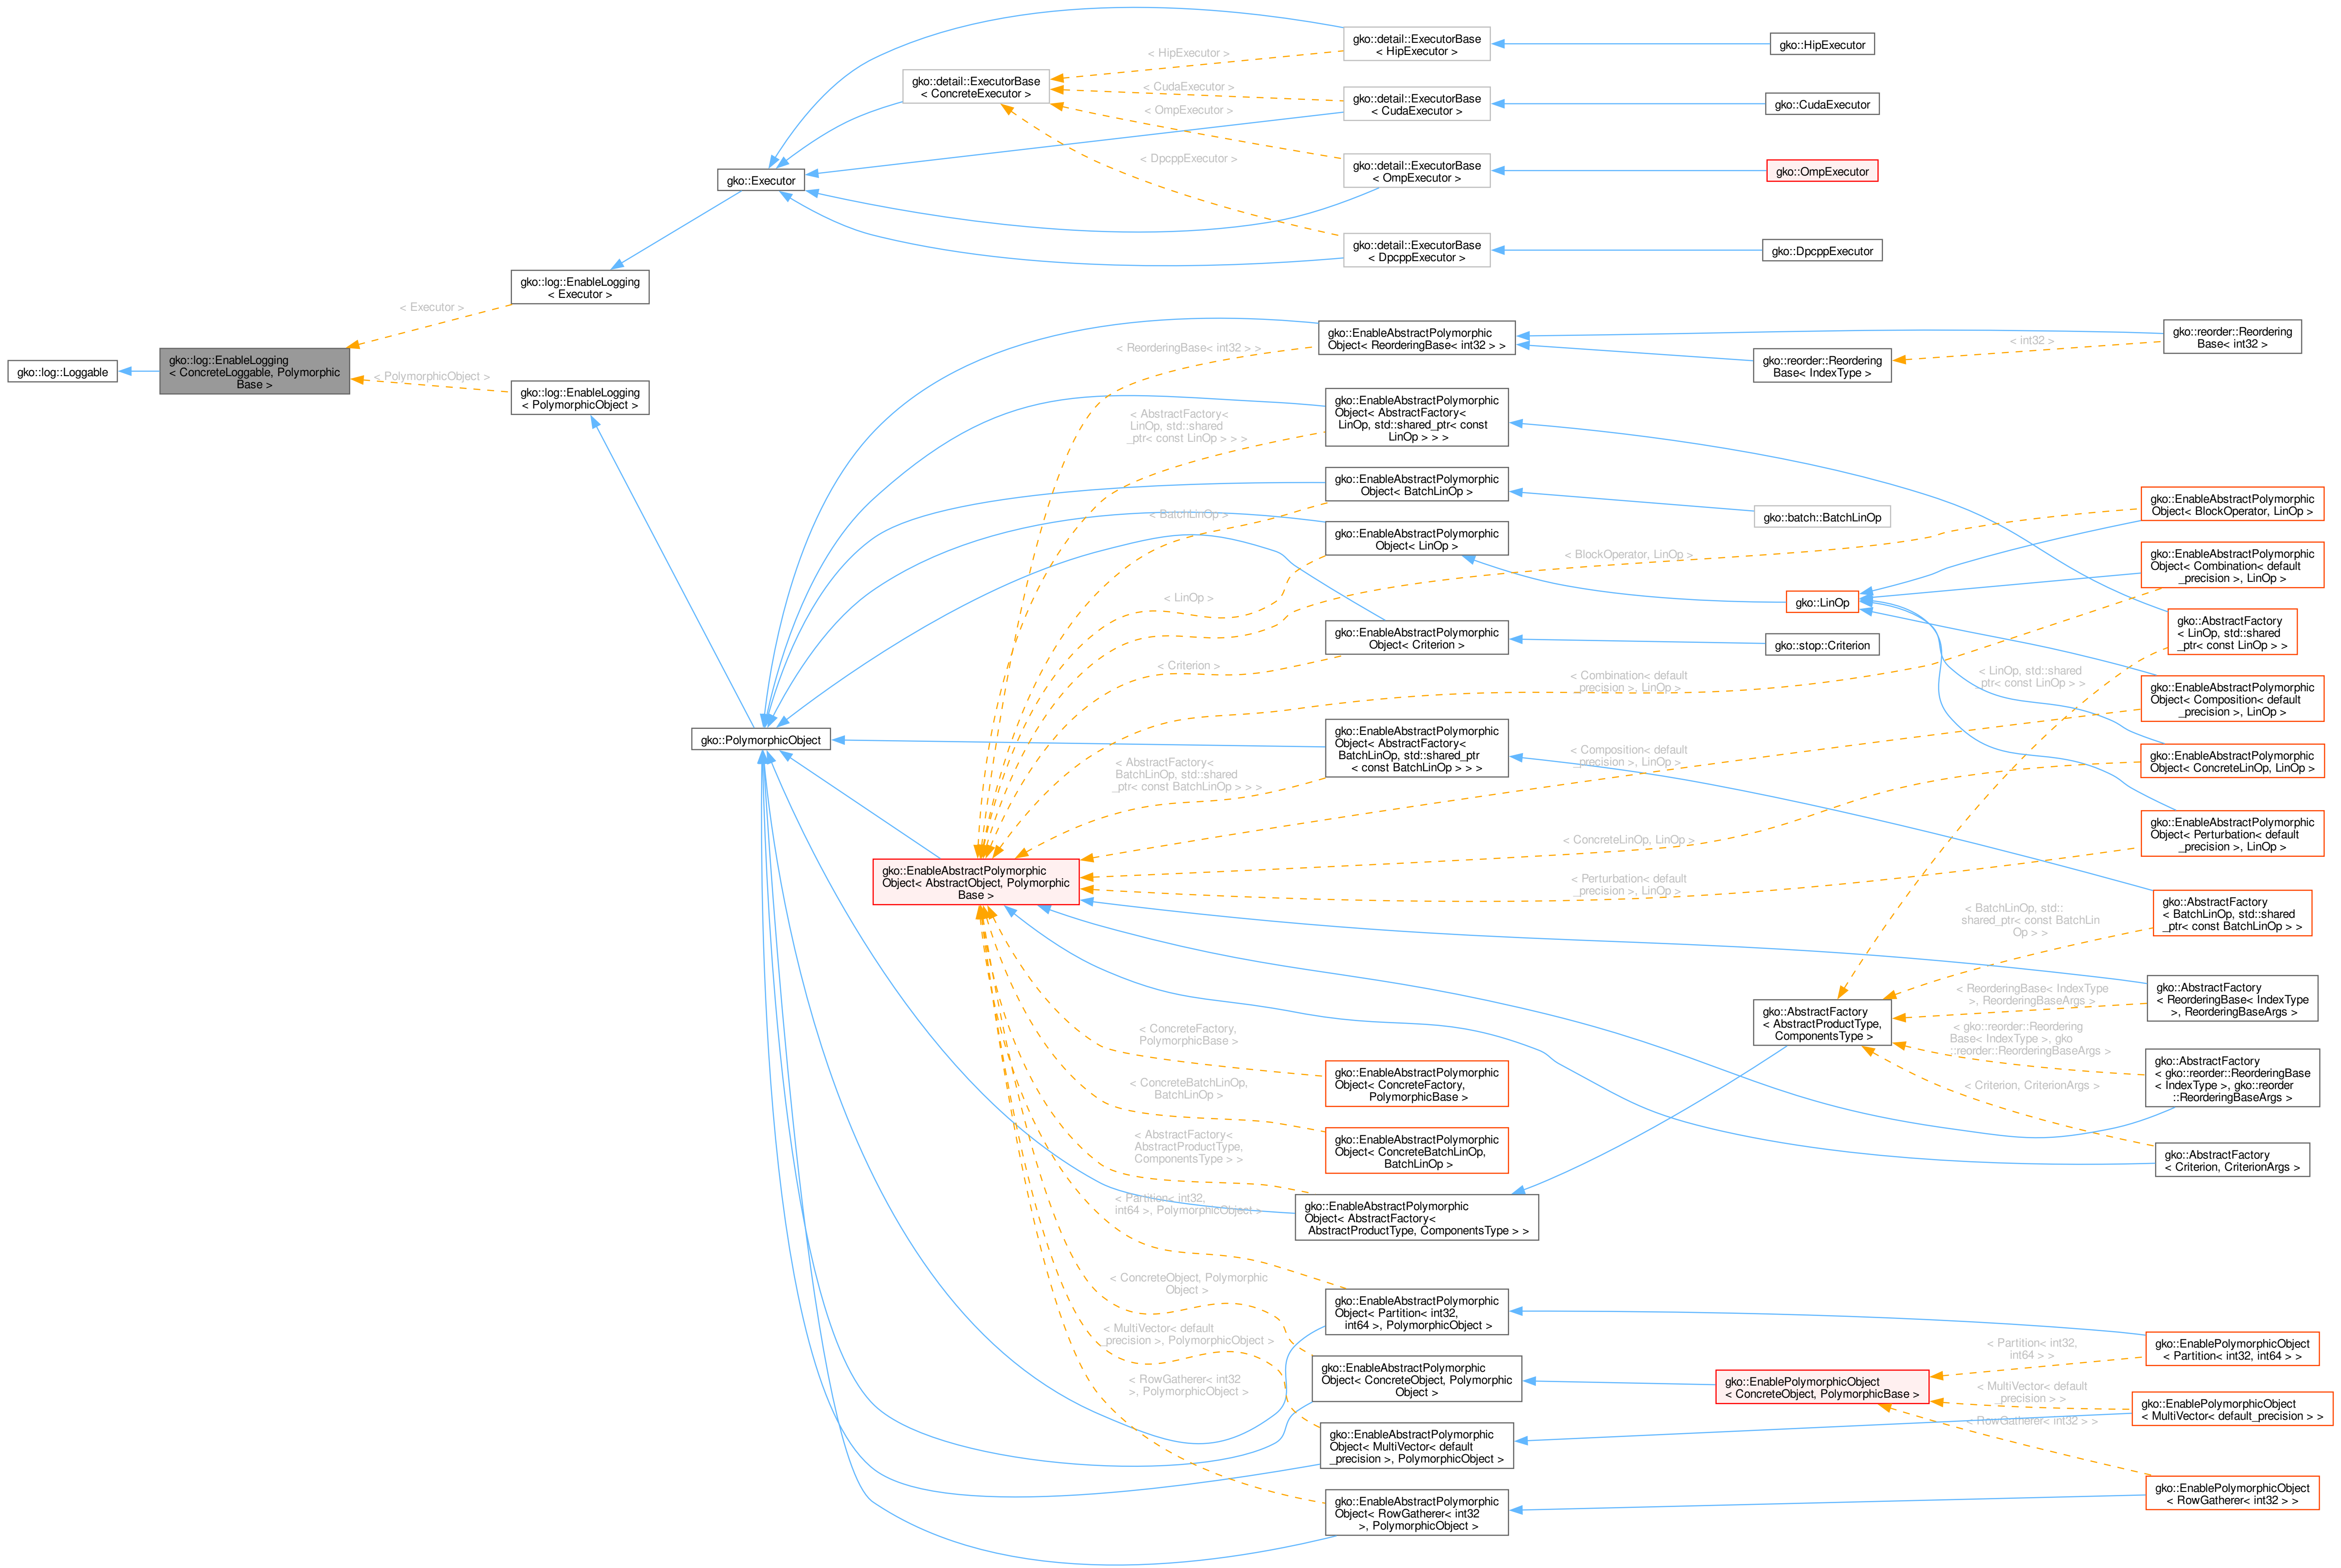 gko::log::Loggable
gko::log::EnableLogging
< ConcreteLoggable, Polymorphic
Base >
< Executor >
< PolymorphicObject >
gko::log::EnableLogging
< Executor >
gko::log::EnableLogging
< PolymorphicObject >
gko::Executor
gko::PolymorphicObject
gko::detail::ExecutorBase
< ConcreteExecutor >
< HipExecutor >
< CudaExecutor >
< OmpExecutor >
< DpcppExecutor >
gko::detail::ExecutorBase
< HipExecutor >
gko::detail::ExecutorBase
< CudaExecutor >
gko::detail::ExecutorBase
< OmpExecutor >
gko::detail::ExecutorBase
< DpcppExecutor >
gko::HipExecutor
gko::CudaExecutor
gko::OmpExecutor
gko::DpcppExecutor
gko::EnableAbstractPolymorphic
Object< AbstractObject, Polymorphic
Base >
< ReorderingBase< int32 > >
< AbstractFactory<
LinOp, std::shared
_ptr< const LinOp > > >
< BatchLinOp >
< LinOp >
< Criterion >
< AbstractFactory<
BatchLinOp, std::shared
_ptr< const BatchLinOp > > >
< ConcreteFactory,
PolymorphicBase >
< ConcreteBatchLinOp,
BatchLinOp >
< AbstractFactory<
AbstractProductType,
ComponentsType > >
< Partition< int32,
int64 >, PolymorphicObject >
< ConcreteObject, Polymorphic
Object >
< MultiVector< default
_precision >, PolymorphicObject >
< RowGatherer< int32
>, PolymorphicObject >
gko::EnableAbstractPolymorphic
Object< ReorderingBase< int32 > >
gko::EnableAbstractPolymorphic
Object< AbstractFactory<
LinOp, std::shared_ptr< const
LinOp > > >
gko::EnableAbstractPolymorphic
Object< BatchLinOp >
gko::EnableAbstractPolymorphic
Object< LinOp >
gko::EnableAbstractPolymorphic
Object< Criterion >
gko::EnableAbstractPolymorphic
Object< AbstractFactory<
BatchLinOp, std::shared_ptr
< const BatchLinOp > > >
gko::EnableAbstractPolymorphic
Object< ConcreteFactory,
PolymorphicBase >
gko::EnableAbstractPolymorphic
Object< ConcreteBatchLinOp,
BatchLinOp >
gko::EnableAbstractPolymorphic
Object< AbstractFactory<
AbstractProductType, ComponentsType > >
gko::EnableAbstractPolymorphic
Object< Partition< int32,
int64 >, PolymorphicObject >
gko::EnableAbstractPolymorphic
Object< ConcreteObject, Polymorphic
Object >
gko::EnableAbstractPolymorphic
Object< MultiVector< default
_precision >, PolymorphicObject >
gko::EnableAbstractPolymorphic
Object< RowGatherer< int32
>, PolymorphicObject >
< BlockOperator, LinOp >
< Combination< default
_precision >, LinOp >
< Composition< default
_precision >, LinOp >
< ConcreteLinOp, LinOp >
< Perturbation< default
_precision >, LinOp >
gko::reorder::Reordering
Base< IndexType >
gko::batch::BatchLinOp
gko::LinOp
gko::stop::Criterion
gko::AbstractFactory
< AbstractProductType,
ComponentsType >
gko::EnablePolymorphicObject
< ConcreteObject, PolymorphicBase >
< int32 >
< LinOp, std::shared
_ptr< const LinOp > >
< BatchLinOp, std::
shared_ptr< const BatchLin
Op > >
< ReorderingBase< IndexType
>, ReorderingBaseArgs >
< gko::reorder::Reordering
Base< IndexType >, gko
::reorder::ReorderingBaseArgs >
< Criterion, CriterionArgs >
< Partition< int32,
int64 > >
< MultiVector< default
_precision > >
< RowGatherer< int32 > >
gko::reorder::Reordering
Base< int32 >
gko::EnableAbstractPolymorphic
Object< BlockOperator, LinOp >
gko::EnableAbstractPolymorphic
Object< Combination< default
_precision >, LinOp >
gko::AbstractFactory
< LinOp, std::shared
_ptr< const LinOp > >
gko::EnableAbstractPolymorphic
Object< Composition< default
_precision >, LinOp >
gko::EnableAbstractPolymorphic
Object< ConcreteLinOp, LinOp >
gko::EnableAbstractPolymorphic
Object< Perturbation< default
_precision >, LinOp >
gko::AbstractFactory
< BatchLinOp, std::shared
_ptr< const BatchLinOp > >
gko::AbstractFactory
< ReorderingBase< IndexType
>, ReorderingBaseArgs >
gko::AbstractFactory
< gko::reorder::ReorderingBase
< IndexType >, gko::reorder
::ReorderingBaseArgs >
gko::AbstractFactory
< Criterion, CriterionArgs >
gko::EnablePolymorphicObject
< Partition< int32, int64 > >
gko::EnablePolymorphicObject
< MultiVector< default_precision > >
gko::EnablePolymorphicObject
< RowGatherer< int32 > >